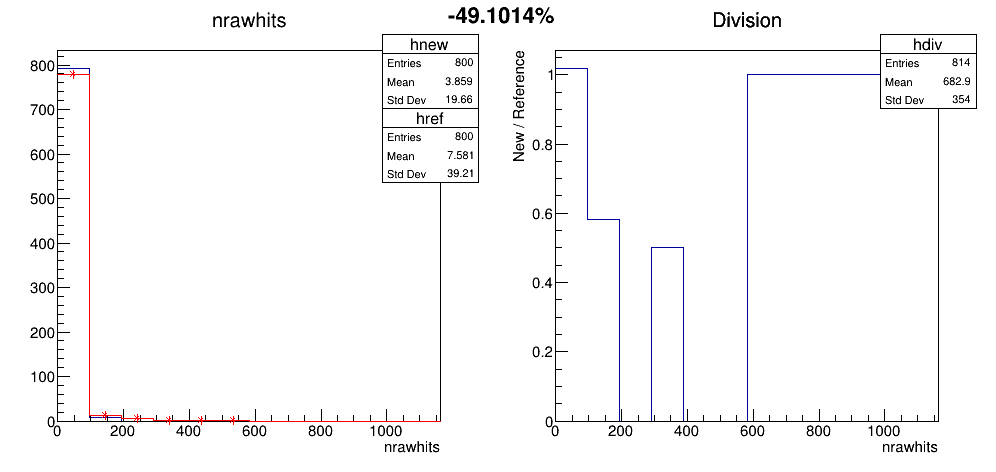 -49.1014%
nrawhits
hnew
Entries 800
Mean 3.859
Std Dev 19.66
href
Entries 800
Mean 7.581
Std Dev 39.21
800
700
600
500
400
300
200
100
0
0 200 400 600 800 1000
nrawhits
Division
hdiv
Entries 814
Mean 682.9
Std Dev 354
New / Reference
1
0.8
0.6
0.4
0.2
0
0 200 400 600 800 1000
nrawhits